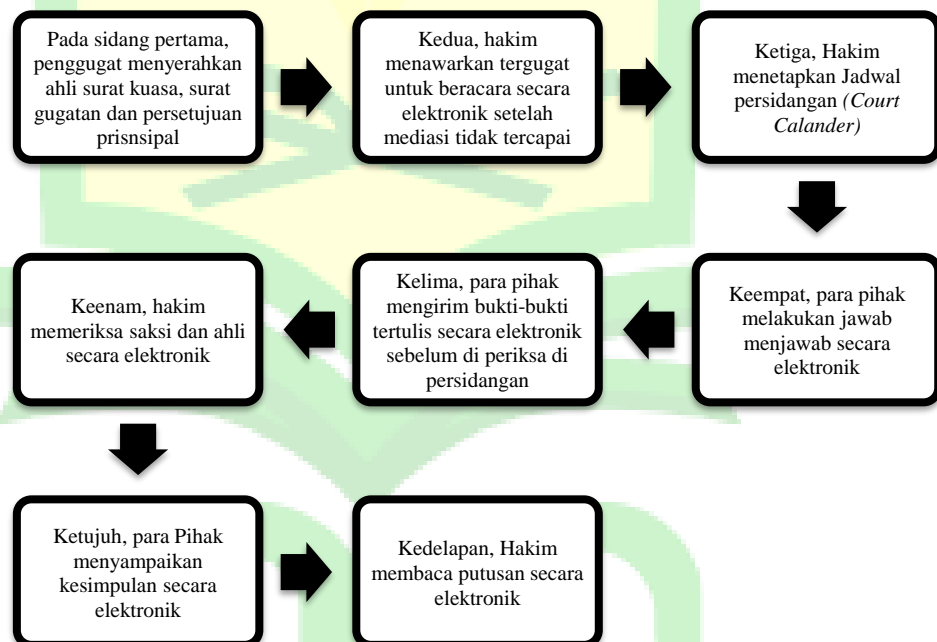 Pada sidang pertama,
penggugat menyerahkan
ahli surat kuasa, surat
gugatan dan persetujuan
prisnsipal
Kedua, hakim
menawarkan tergugat
untuk beracara secara
elektronik setelah
mediasi tidak tercapai
Ketiga, Hakim
menetapkan Jadwal
persidangan (Court
Calander)
Keempat, para pihak
melakukan jawab
menjawab secara
elektronik
Kelima, para pihak
mengirim bukti-bukti
tertulis secara elektronik
sebelum di periksa di
persidangan
Keenam, hakim
memeriksa saksi dan ahli
secara elektronik
Ketujuh, para Pihak
menyampaikan
kesimpulan secara
elektronik
Kedelapan, Hakim
membaca putusan secara
elektronik